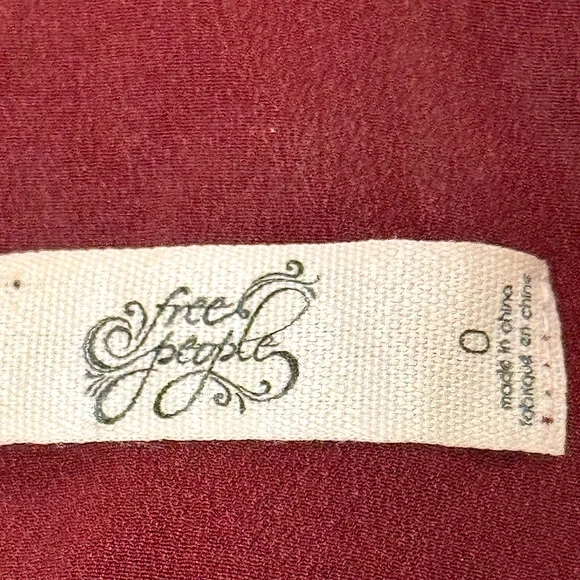 free
people
0
made in china
fabriqué en chine